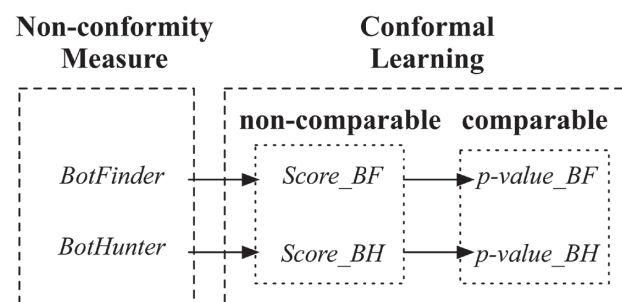 Non-conformity
Measure
Conformal
Learning
non-comparable
comparable
BotFinder
Score_BF
p-value_BF
BotHunter
Score_BH
p-value_BH